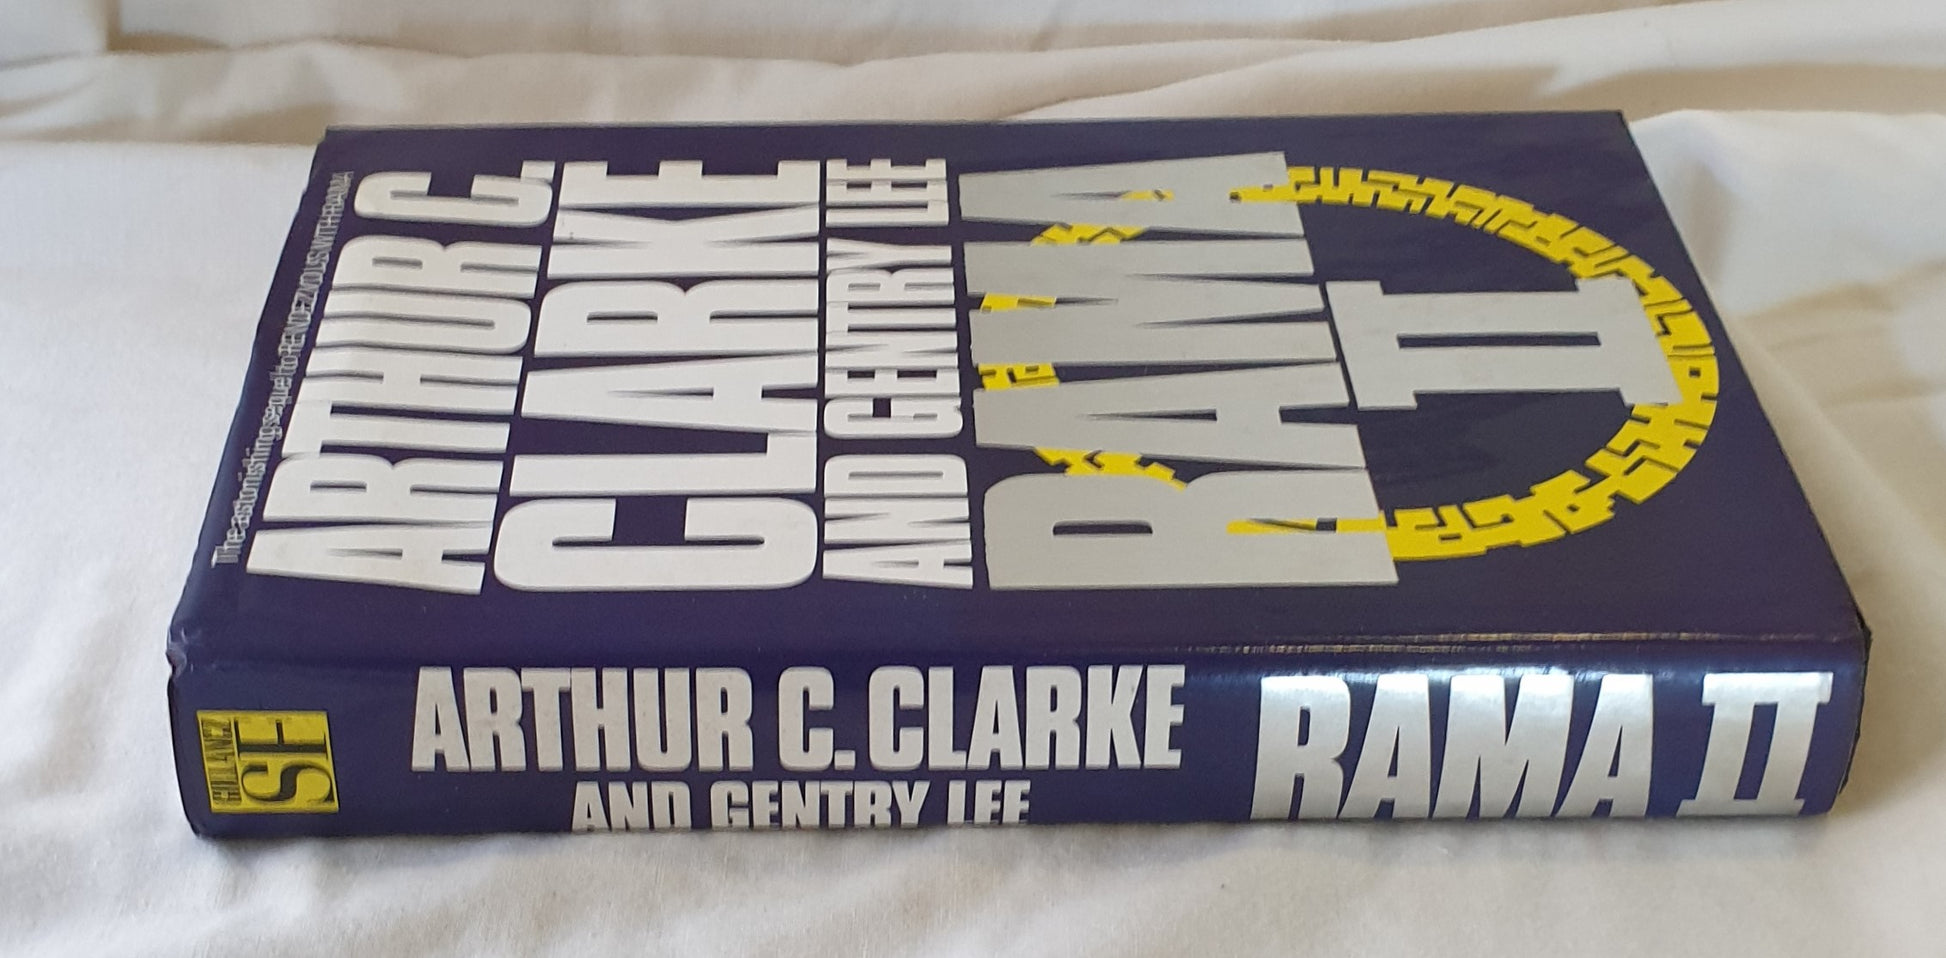 The astonishing sequel to RENDEZVOUS WITH RAMA
ARTHUR C.
CLARKE
AND GENTRY LEE
RAMA
II
GOLLANCZ
SF
ARTHUR C. CLARKE
AND GENTRY LEE
RAMA II